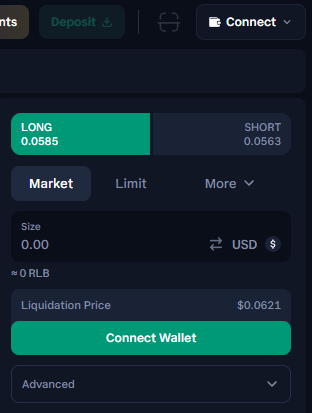 nts
Deposit
Connect
LONG
0.0585
SHORT
0.0563
Market
Limit
More
Size
0.00
USD
$
≈ 0 RLB
Liquidation Price
$0.0621
Connect Wallet
Advanced